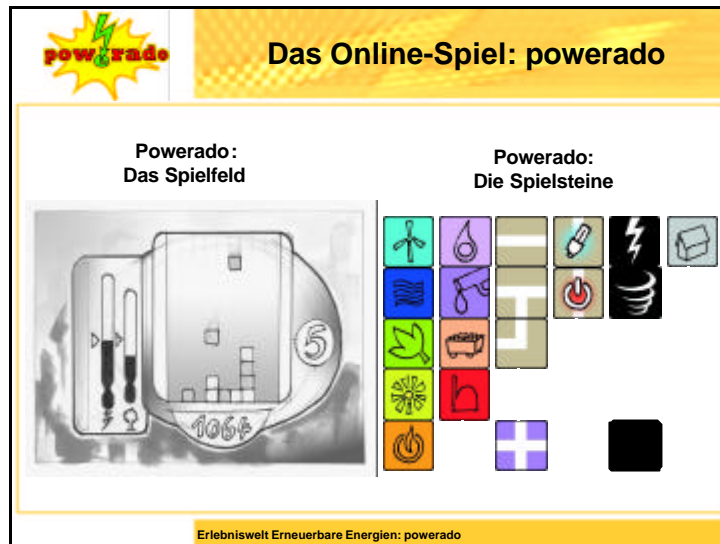 powerado
Das Online-Spiel: powerado
Powerado:
Das Spielfeld
Powerado:
Die Spielsteine
5
1064
Erlebniswelt Erneuerbare Energien: powerado